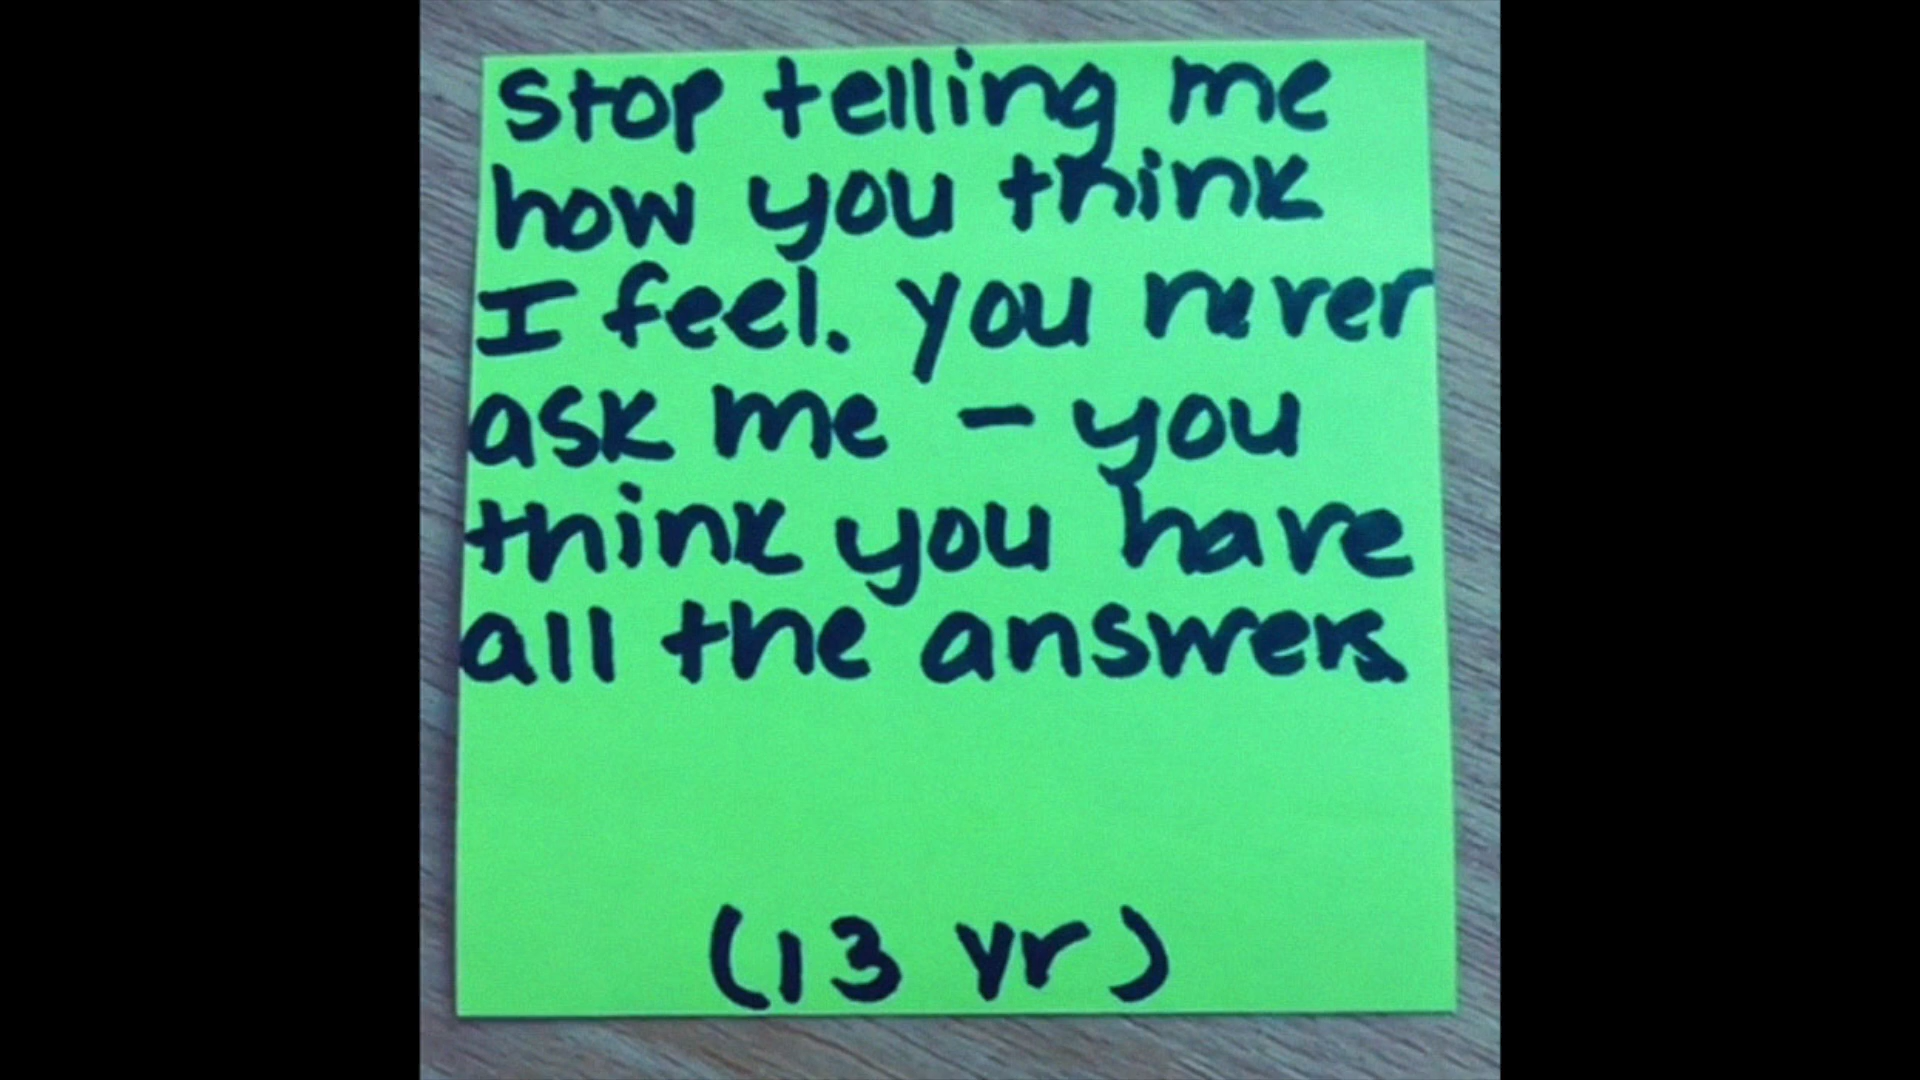 Stop telling me
how you think
I feel. you never
ask me - you
think you have
all the answers
(13 yr)